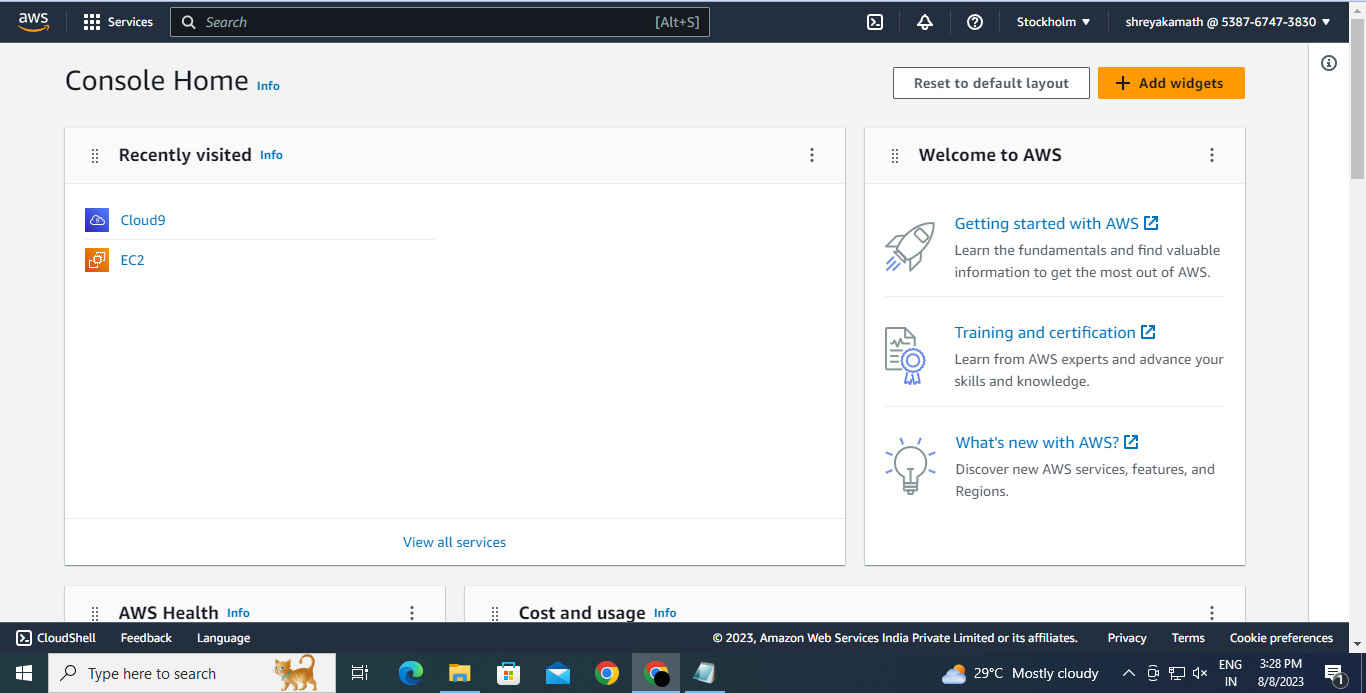 aws
Services
Search
[Alt+S]
Stockholm
shreyakamath @ 5387-6747-3830
Console Home Info
Reset to default layout
Add widgets
Recently visited Info
Cloud9
EC2
View all services
Welcome to AWS
Getting started with AWS
Learn the fundamentals and find valuable
information to get the most out of AWS.
Training and certification
Learn from AWS experts and advance your
skills and knowledge.
What's new with AWS?
Discover new AWS services, features, and
Regions.
AWS Health Info
Cost and usage Info
CloudShell
Feedback
Language
© 2023, Amazon Web Services India Private Limited or its affiliates.
Privacy
Terms
Cookie preferences
Type here to search
29°C Mostly cloudy
ENG
IN
3:28 PM
8/8/2023
1